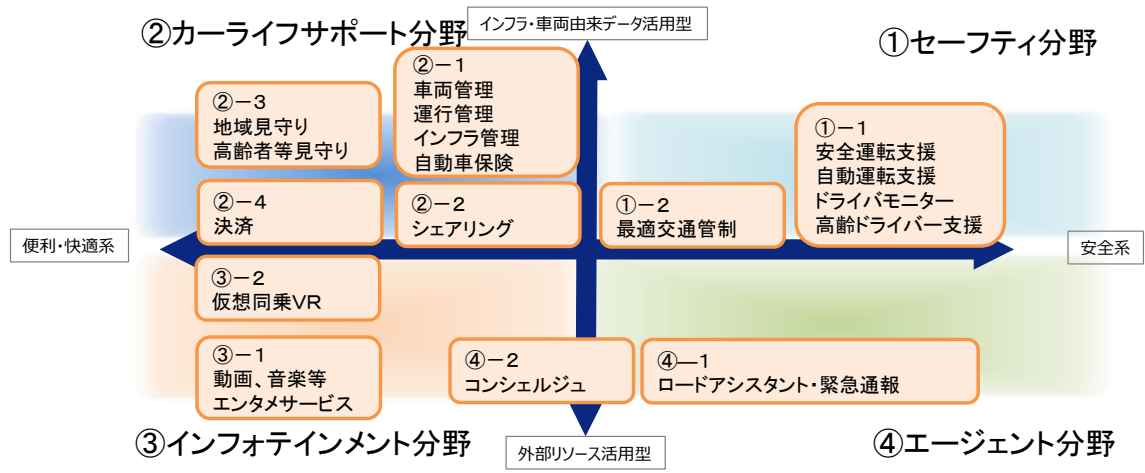 ②カーライフサポート分野
インフラ・車両由来データ活用型
①セーフティ分野
②－1
車両管理
運行管理
インフラ管理
自動車保険
②－3
地域見守り
高齢者等見守り
①－1
安全運転支援
自動運転支援
ドライバモニター
高齢ドライバー支援
②－4
決済
②－2
シェアリング
①－2
最適交通管制
便利・快適系
安全系
③－2
仮想同乗VR
③－1
動画、音楽等
エンタメサービス
④－2
コンシェルジュ
④―1
ロードアシスタント・緊急通報
③インフォテインメント分野
外部リソース活用型
④エージェント分野